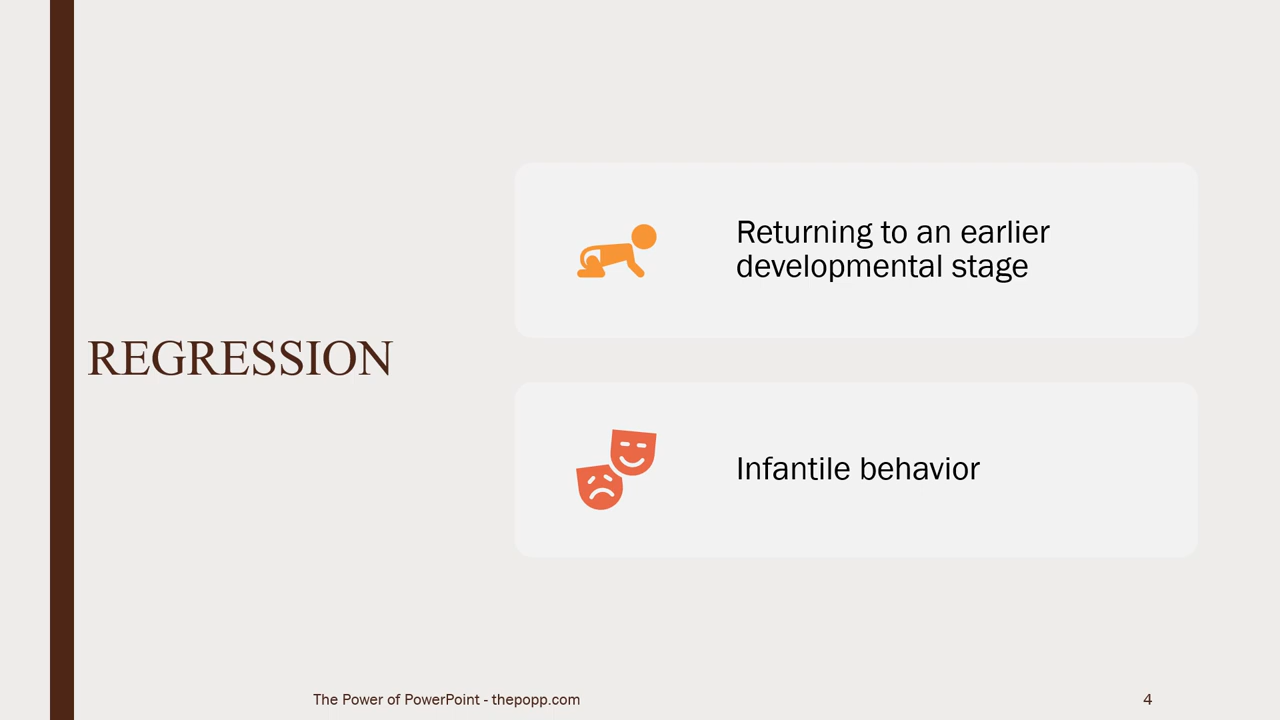 REGRESSION
Returning to an earlier
developmental stage
Infantile behavior
The Power of PowerPoint - thepopp.com
4